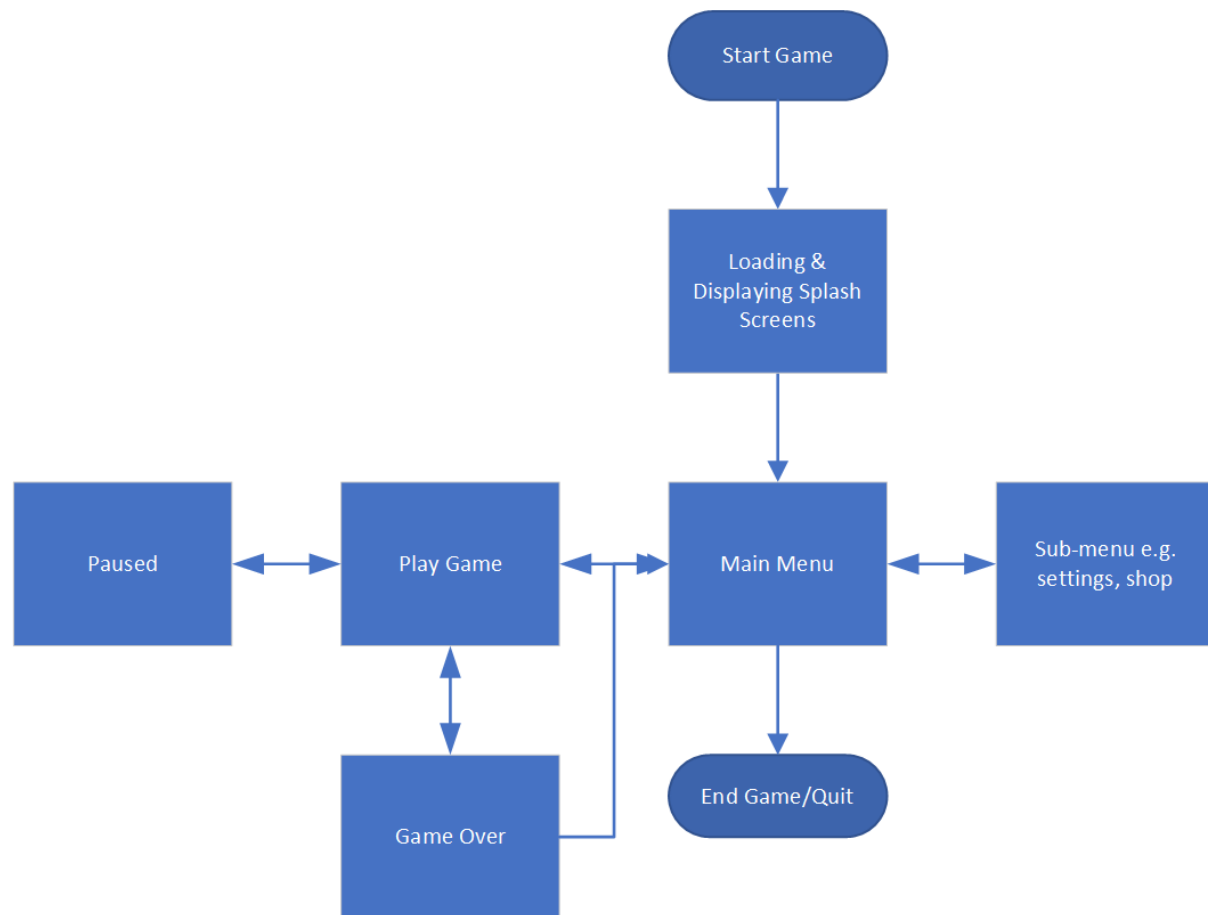 Start Game
Loading &
Displaying Splash
Screens
Paused
Play Game
Main Menu
Sub-menu e.g.
settings, shop
Game Over
End Game/Quit